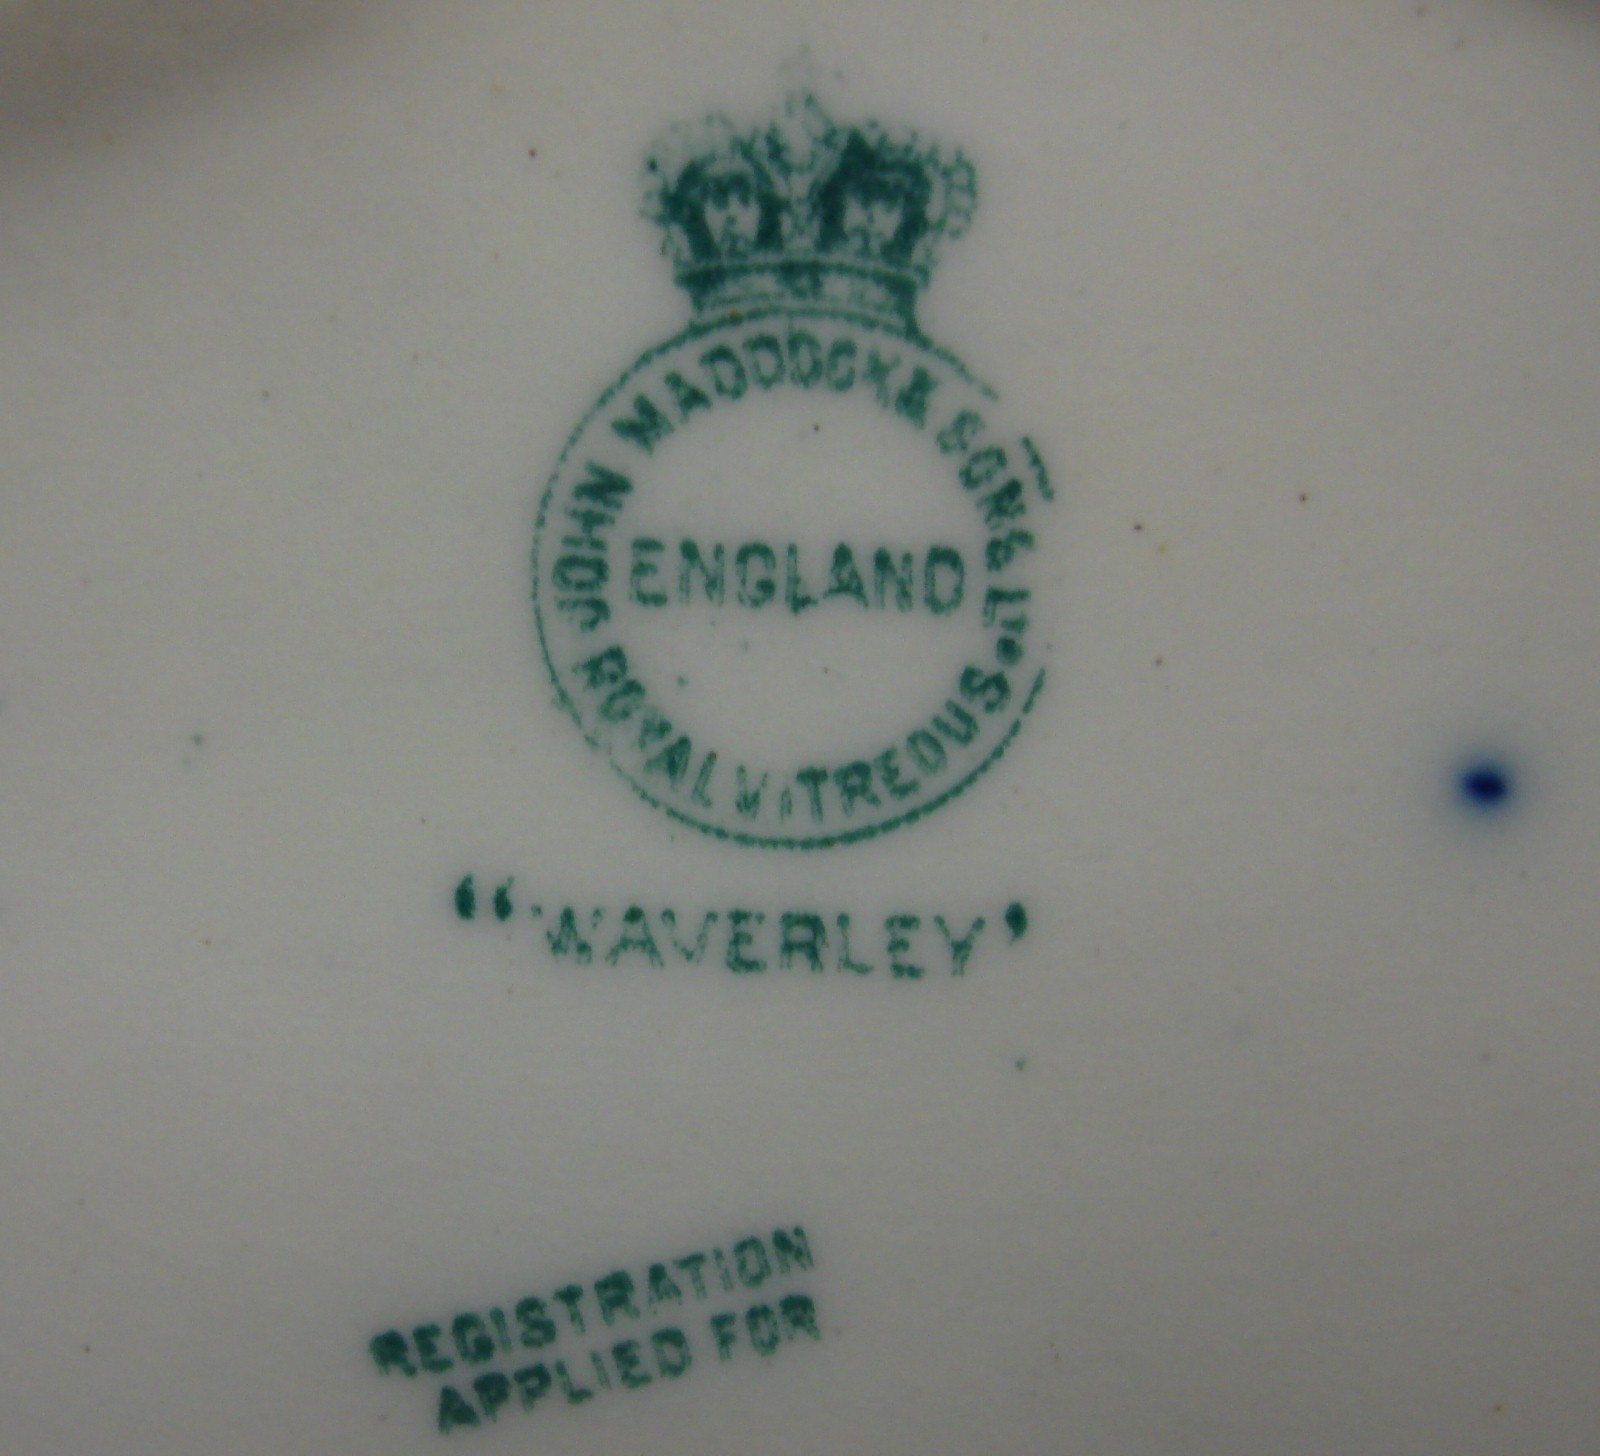 JOHN MADDOCK & SONS LTD.
ENGLAND
ROYAL VITREOUS
“WAVERLEY’
REGISTRATION
APPLIED FOR